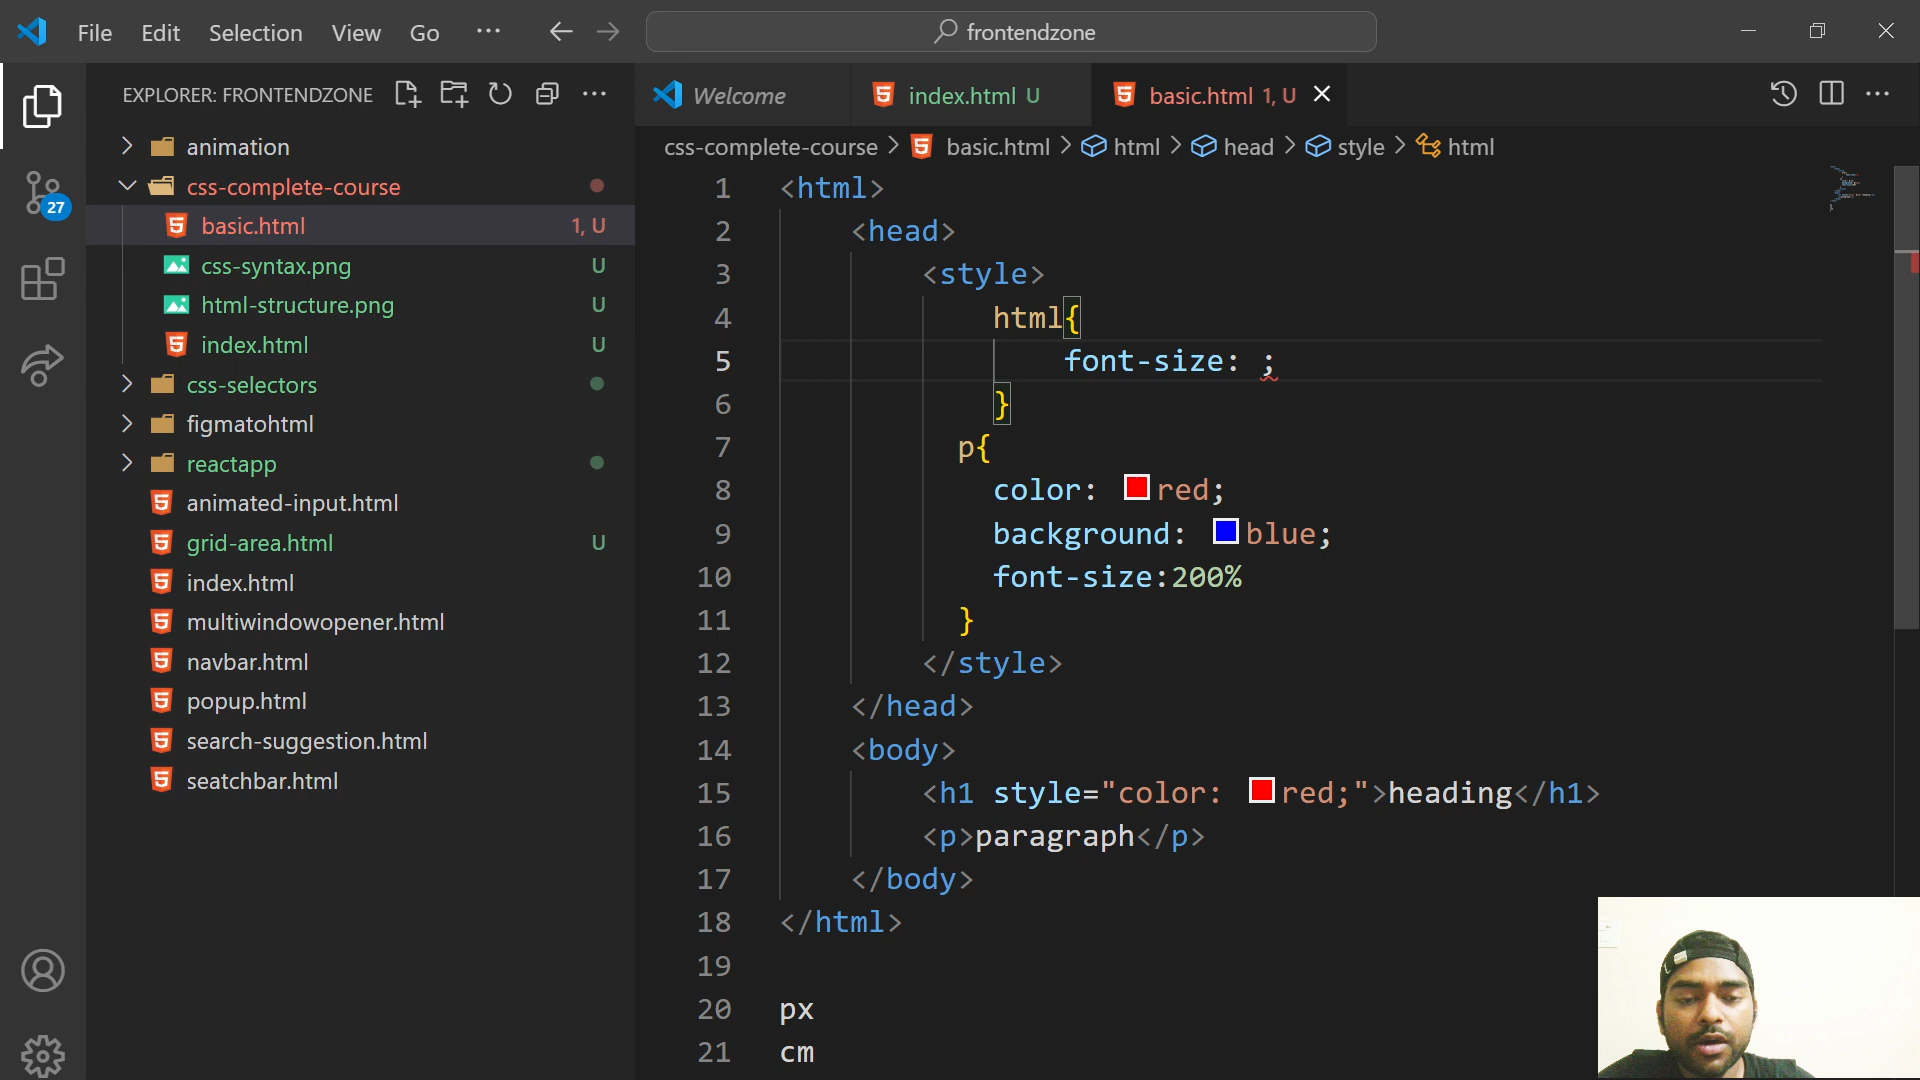 File Edit Selection View Go ... frontendzone
EXPLORER: FRONTENDZONE
animation
css-complete-course
basic.html 1, U
css-syntax.png U
html-structure.png U
index.html U
css-selectors
figmatohtml
reactapp
animated-input.html
grid-area.html U
index.html
multiwindowopener.html
navbar.html
popup.html
search-suggestion.html
seatchbar.html
27
Welcome index.html U basic.html 1, U
css-complete-course > basic.html > html > head > style > html
1 <html>
2 <head>
3 <style>
4 html{
5 font-size: ;
6 }
7 p{
8 color: red;
9 background: blue;
10 font-size:200%
11 }
12 </style>
13 </head>
14 <body>
15 <h1 style="color: red;">heading</h1>
16 <p>paragraph</p>
17 </body>
18 </html>
19
20 px
21 cm